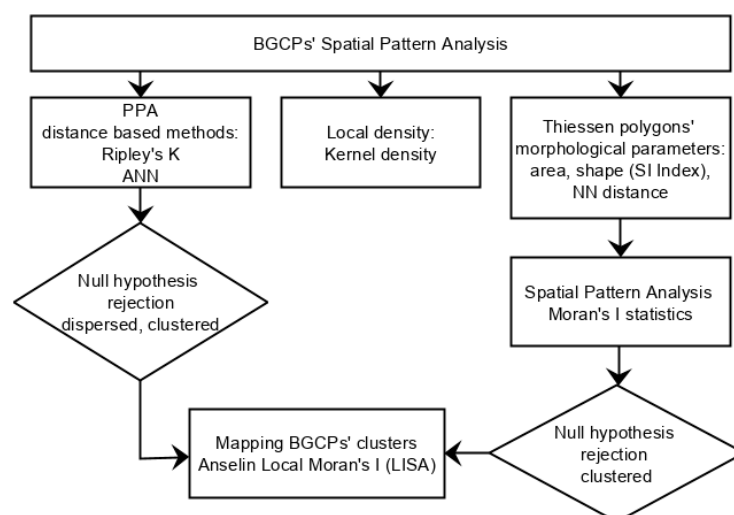 BGCPs' Spatial Pattern Analysis
PPA
distance based methods:
Ripley's K
ANN
Local density:
Kernel density
Thiessen polygons'
morphological parameters:
area, shape (SI Index),
NN distance
Null hypothesis
rejection
dispersed, clustered
Spatial Pattern Analysis
Moran's I statistics
Mapping BGCPs' clusters
Anselin Local Moran's I (LISA)
Null hypothesis
rejection
clustered